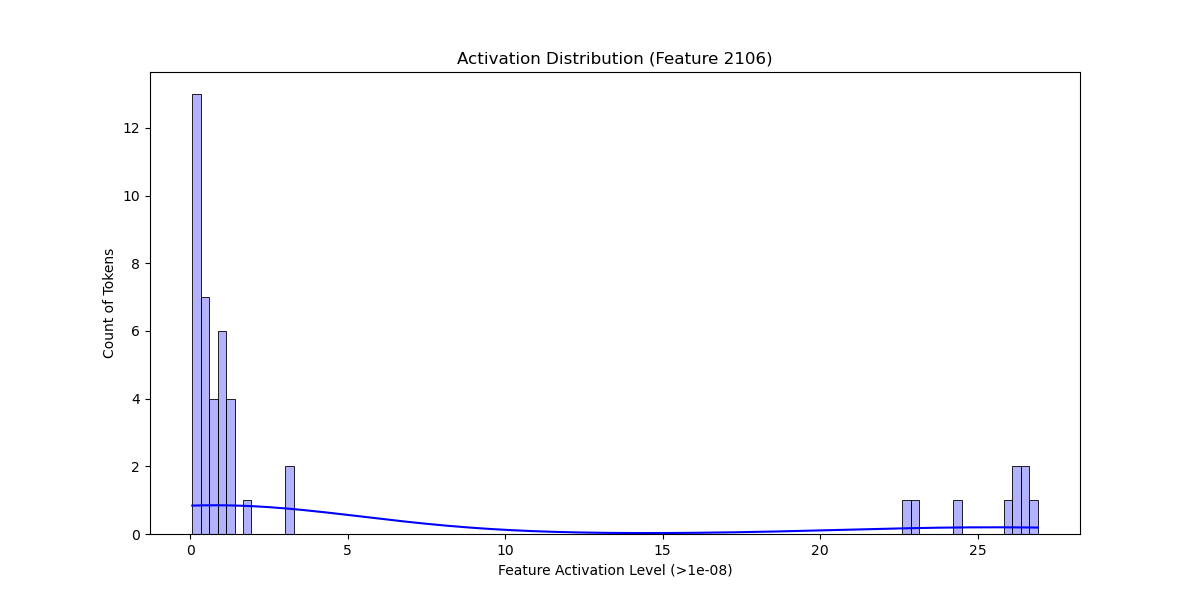 Activation Distribution (Feature 2106)
12
10
8
6
4
2
0
Count of Tokens
0 5 10 15 20 25
Feature Activation Level (>1e-08)